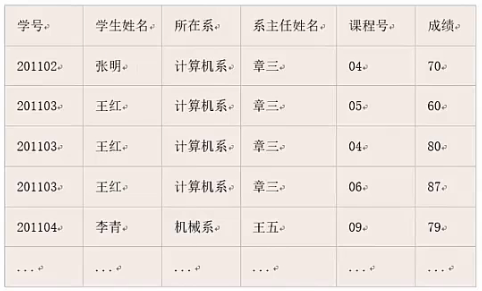 学号 学生姓名 所在系 系主任姓名 课程号 成绩
201102 张明 计算机系 章三 04 70
201103 王红 计算机系 章三 05 60
201103 王红 计算机系 章三 04 80
201103 王红 计算机系 章三 06 87
201104 李青 机械系 王五 09 79
... ... ... ... ... ...